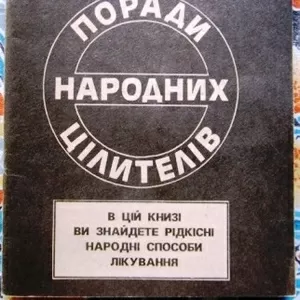 ПОРАДИ
НАРОДНИХ
ЦІЛИТЕЛІВ
В ЦІЙ КНИЗІ
ВИ ЗНАЙДЕТЕ РІДКІСНІ
НАРОДНІ СПОСОБИ
ЛІКУВАННЯ